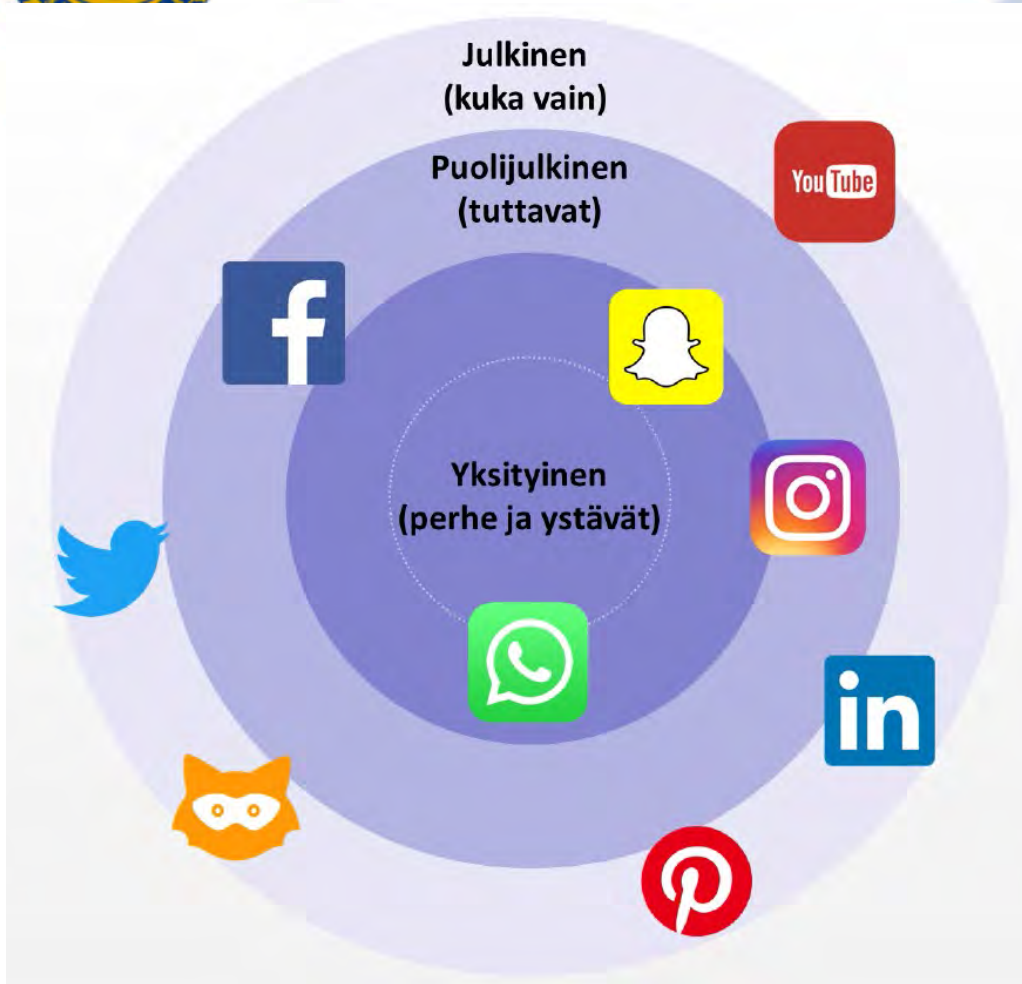 Julkinen
(kuka vain)
Puolijulkinen
(tuttavat)
You Tube
f
Yksityinen
(perhe ja ystävät)
in